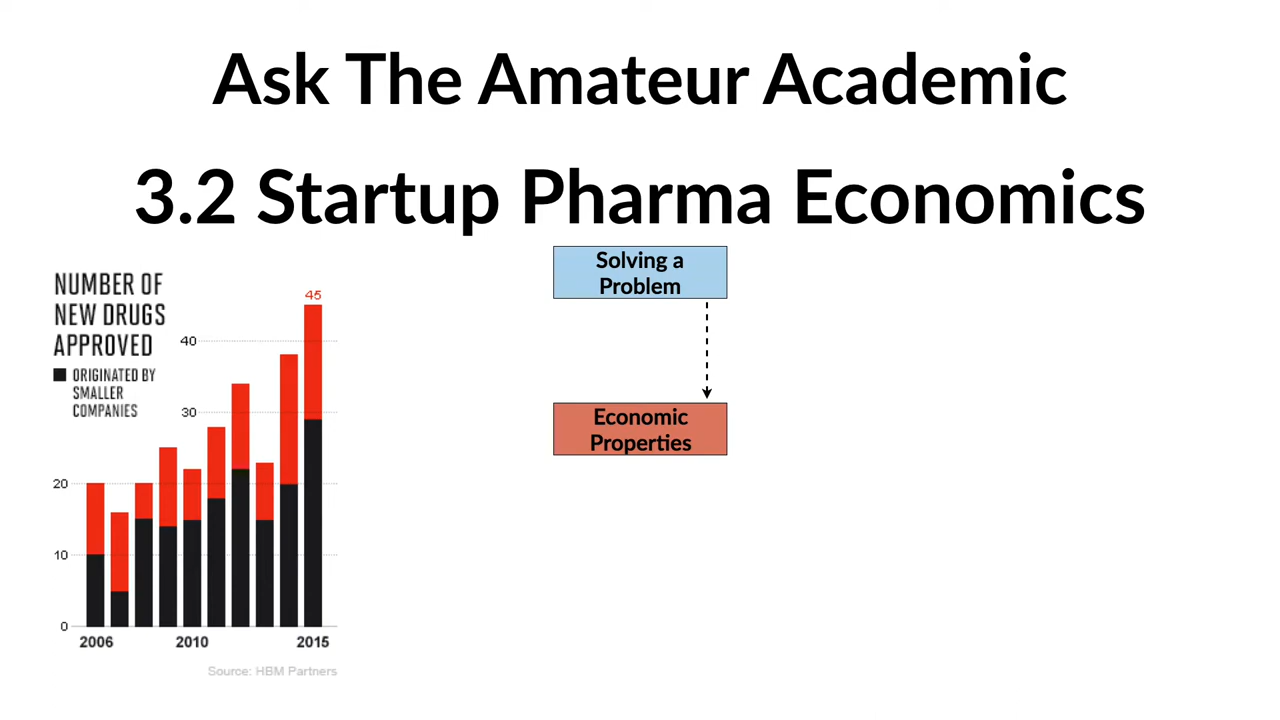 Ask The Amateur Academic
3.2 Startup Pharma Economics
NUMBER OF
NEW DRUGS
APPROVED
ORIGINATED BY
SMALLER
COMPANIES
45
40
30
20
10
0
2006
2010
2015
Source: HBM Partners
Solving a
Problem
Economic
Properties